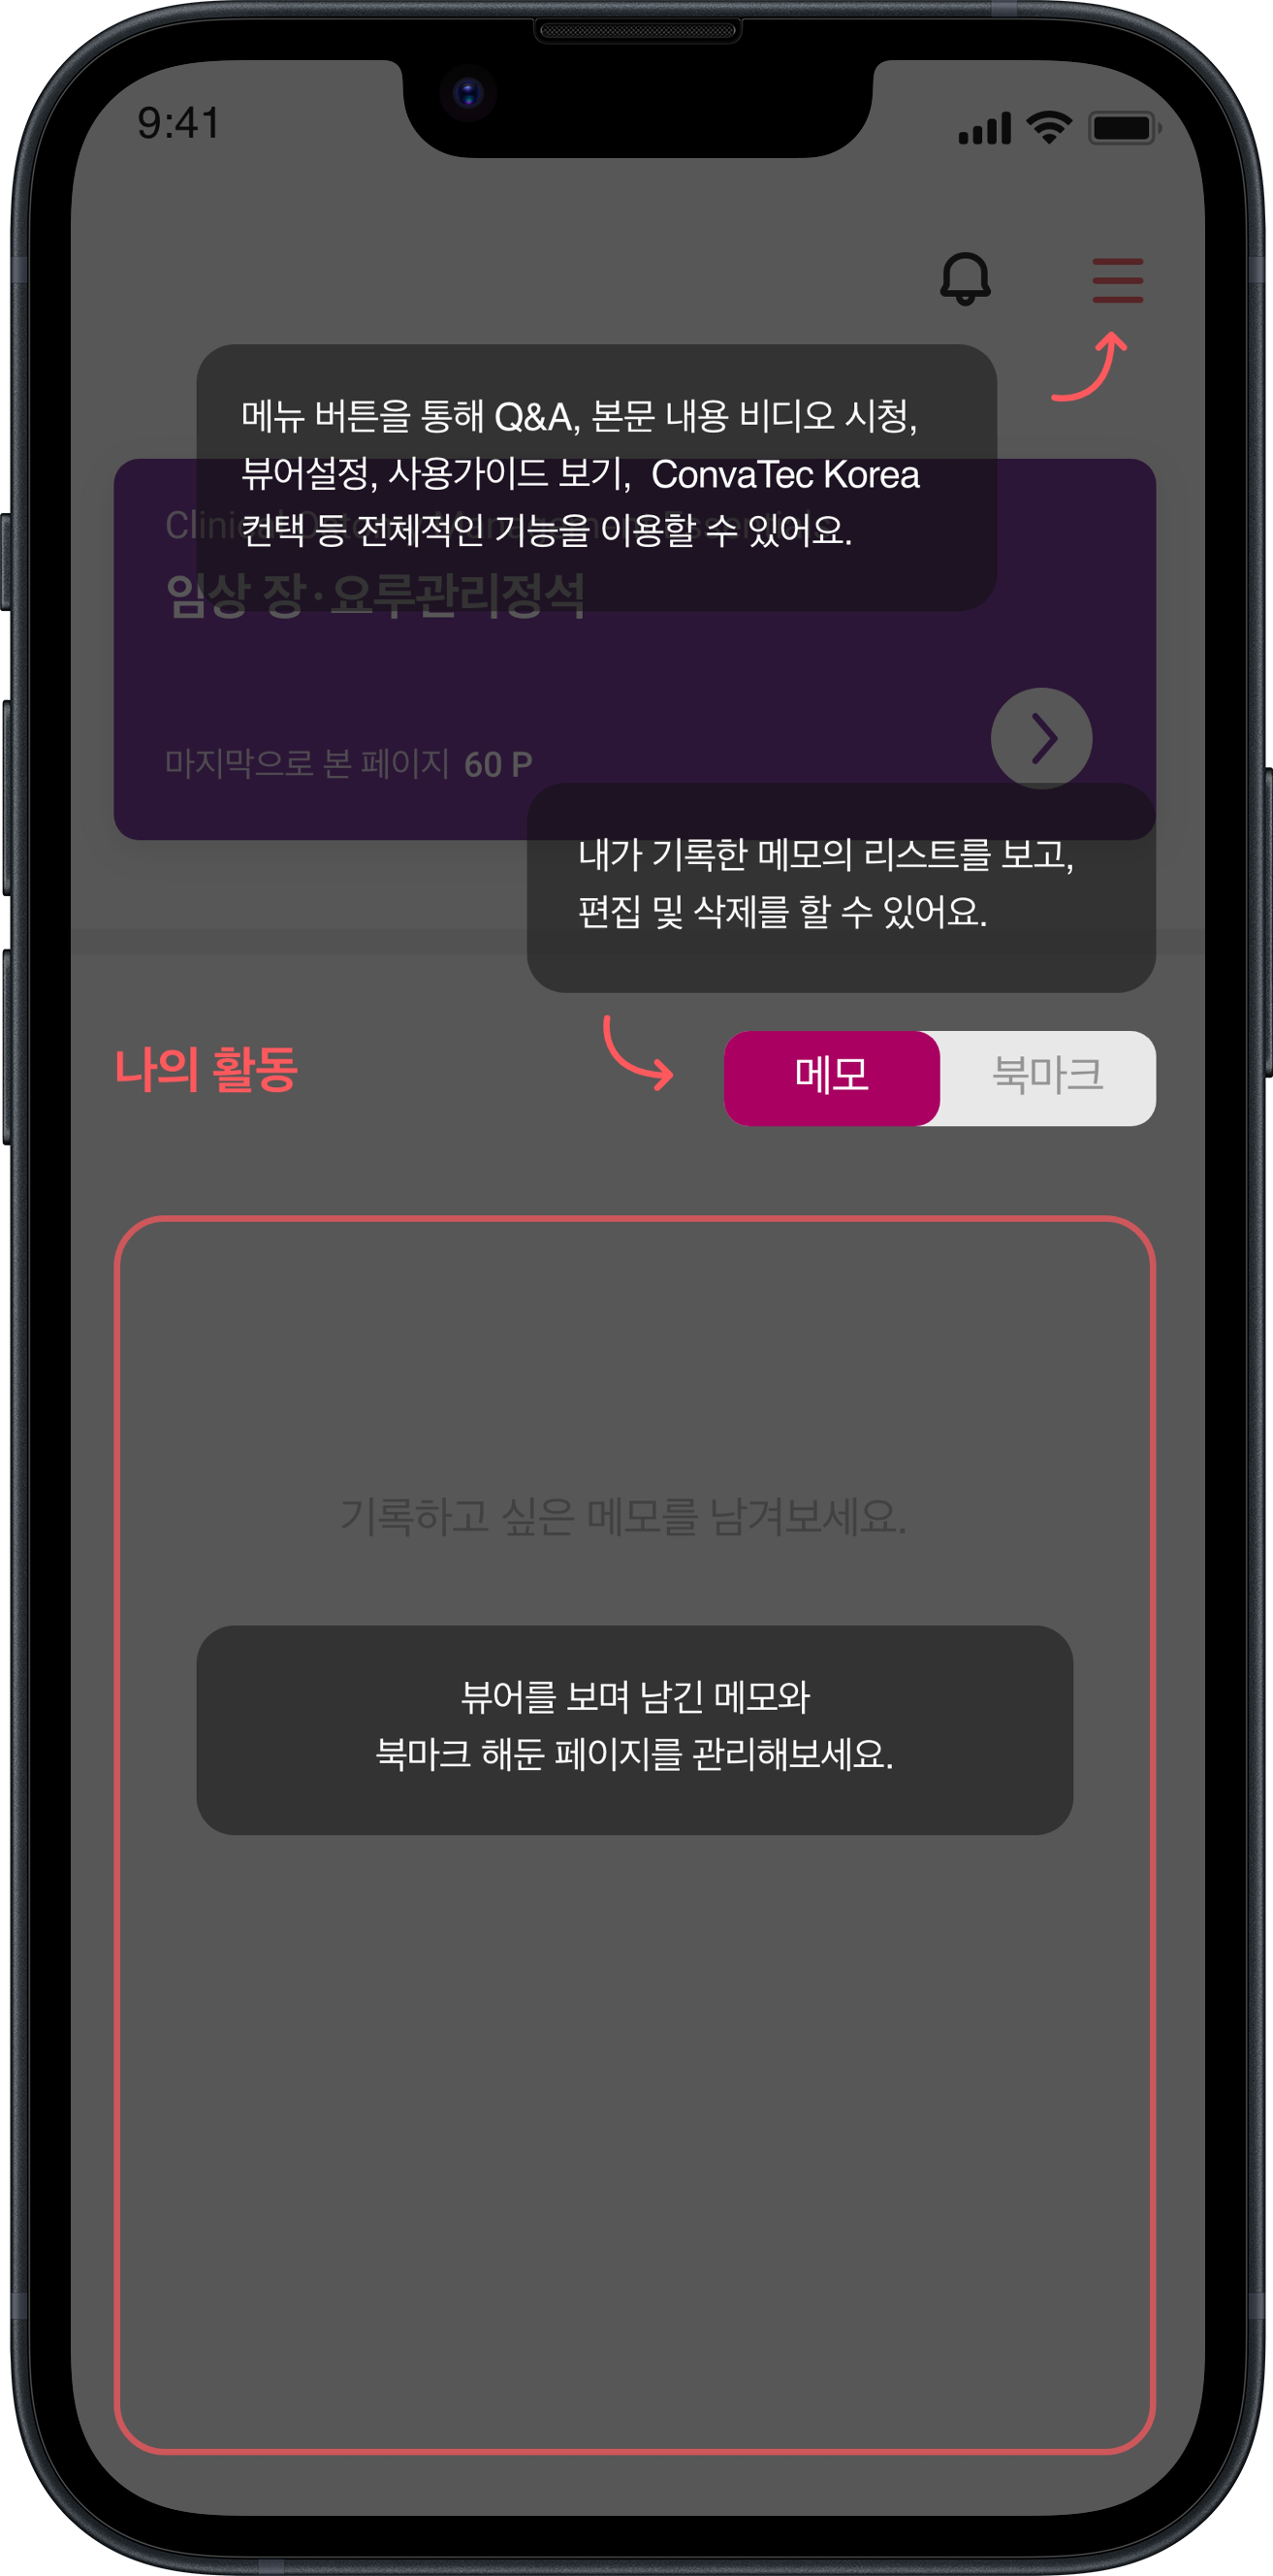 9:41
메뉴 버튼을 통해 Q&A, 본문 내용 비디오 시청,
뷰어설정, 사용가이드 보기, ConvaTec Korea
컨택 등 전체적인 기능을 이용할 수 있어요.
임상 장·요루관리정석
마지막으로 본 페이지 60 P
내가 기록한 메모의 리스트를 보고,
편집 및 삭제를 할 수 있어요.
나의 활동
메모
북마크
기록하고 싶은 메모를 남겨보세요.
뷰어를 보며 남긴 메모와
북마크 해둔 페이지를 관리해보세요.